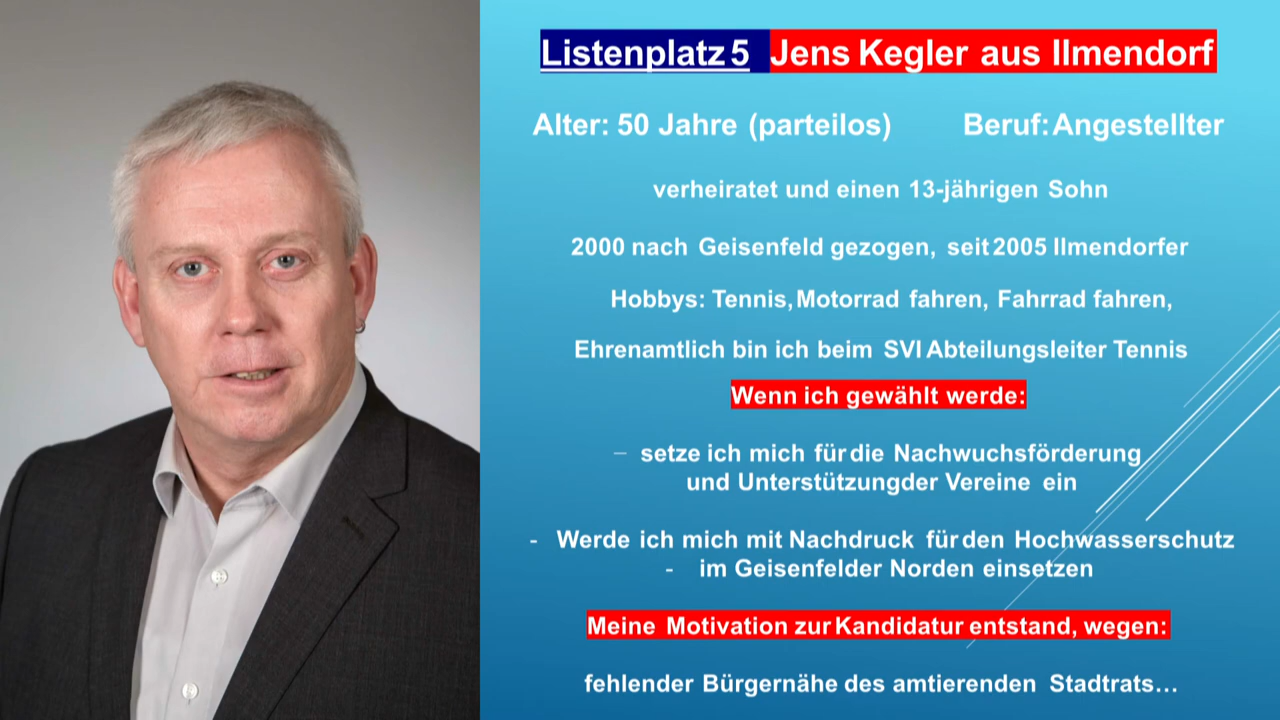 Listenplatz 5 Jens Kegler aus Ilmendorf
Alter: 50 Jahre (parteilos) Beruf: Angestellter
verheiratet und einen 13-jährigen Sohn
2000 nach Geisenfeld gezogen, seit 2005 Ilmendorfer
Hobbys: Tennis, Motorrad fahren, Fahrrad fahren,
Ehrenamtlich bin ich beim SVI Abteilungsleiter Tennis
Wenn ich gewählt werde:
– setze ich mich für die Nachwuchsförderung
und Unterstützung der Vereine ein
- Werde ich mich mit Nachdruck für den Hochwasserschutz
- im Geisenfelder Norden einsetzen
Meine Motivation zur Kandidatur entstand, wegen:
fehlender Bürgernähe des amtierenden Stadtrats…